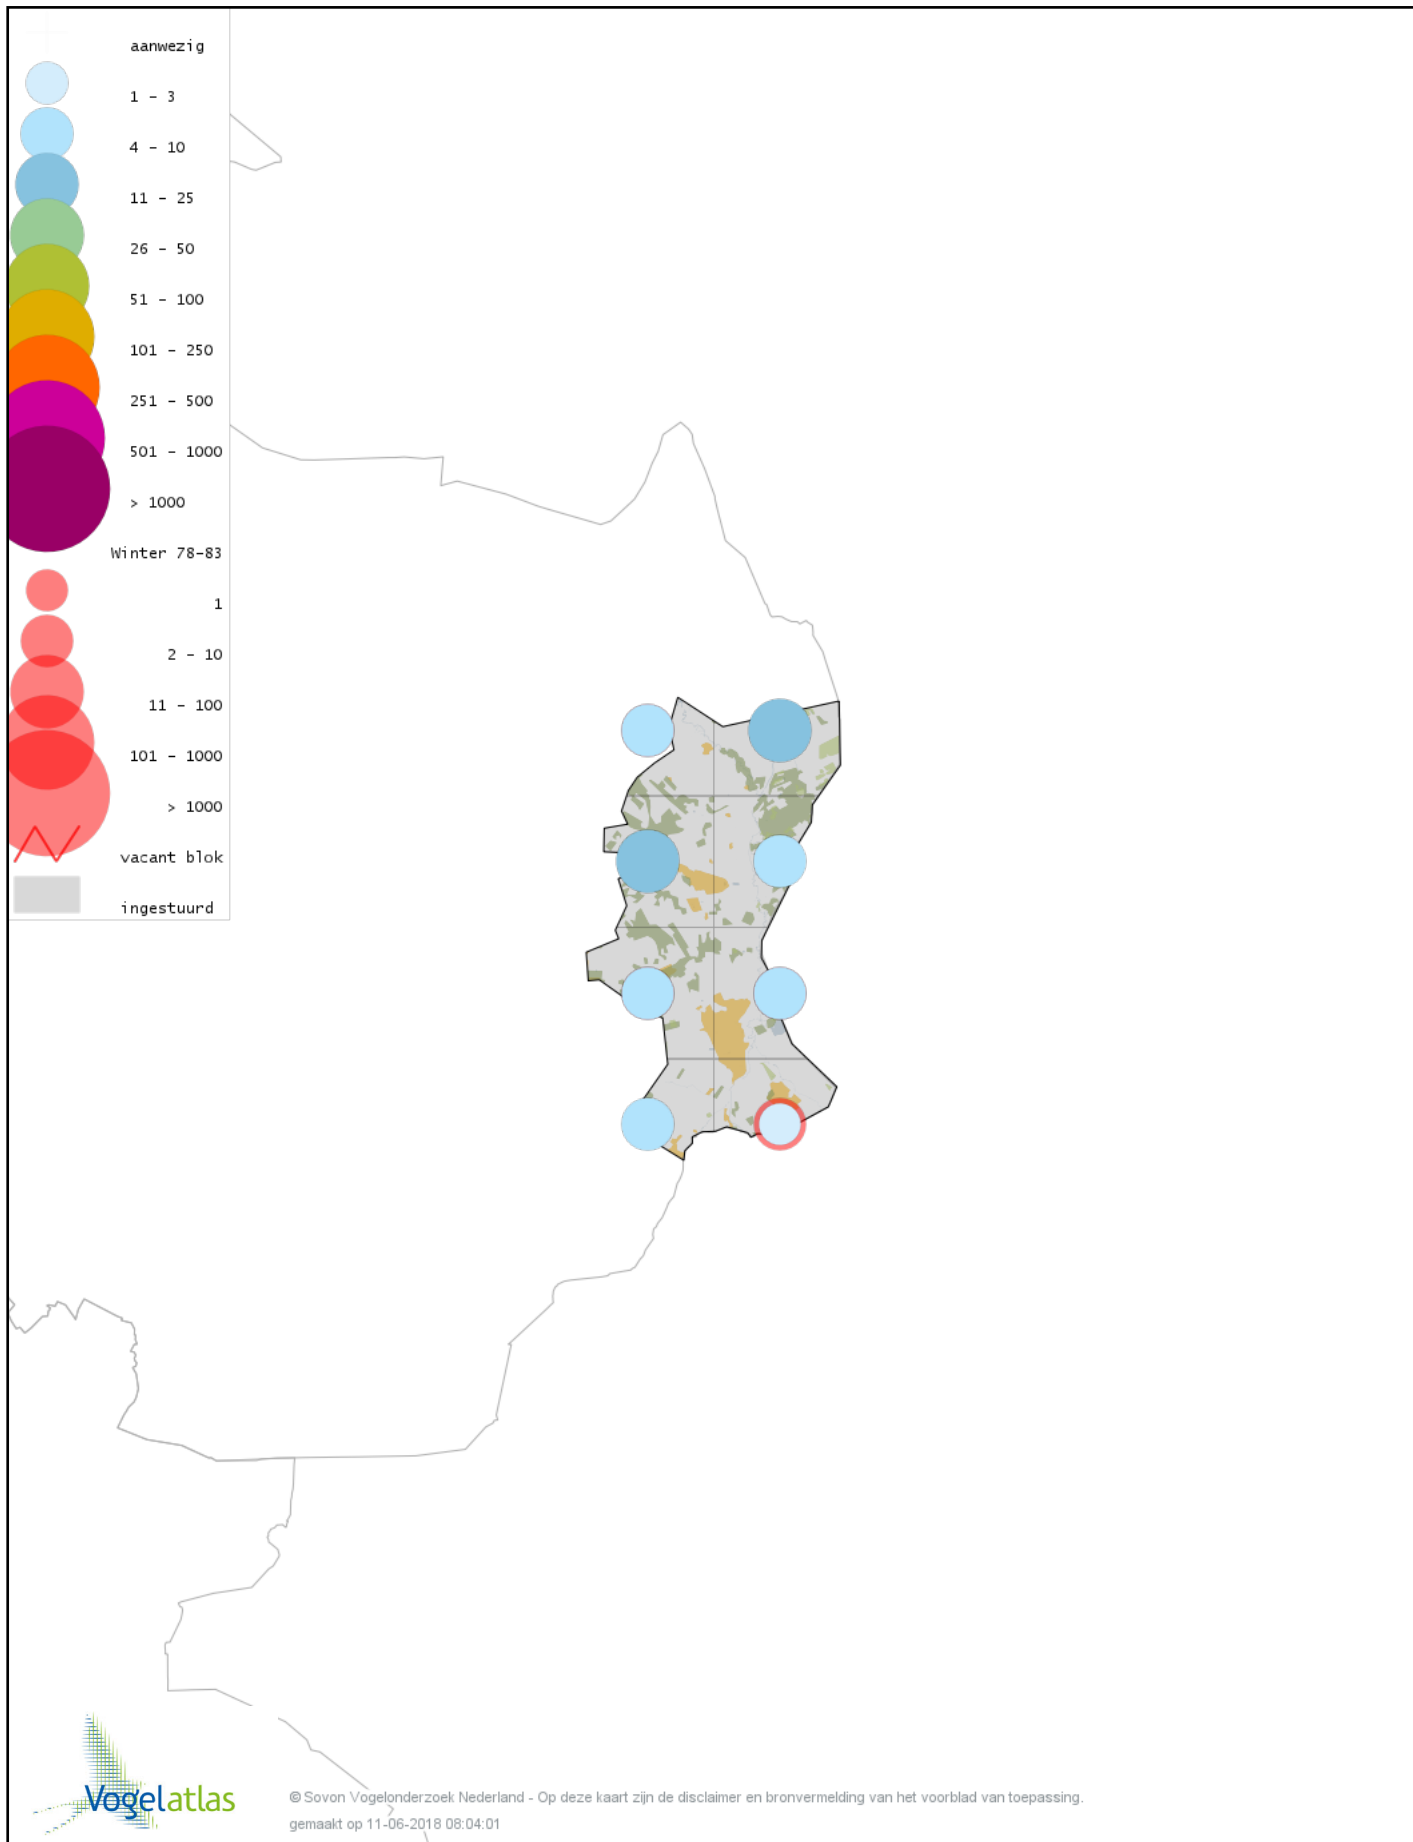 aanwezig
1 - 3
4 - 10
11 - 25
26 - 50
51 - 100
101 - 250
251 - 500
501 - 1000
> 1000
Winter 78-83
1
2 - 10
11 - 100
101 - 1000
> 1000
vacant blok
ingestuurd
Vogelatlas
© Sovon Vogelonderzoek Nederland - Op deze kaart zijn de disclaimer en bronvermelding van het voorblad van toepassing.
gemaakt op 11-06-2018 08:04:01